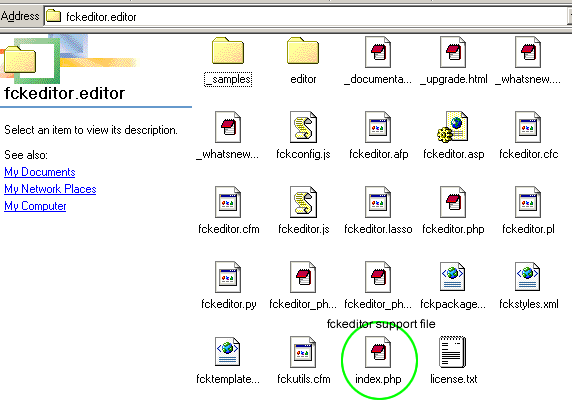 Address fckeditor.editor
fckeditor.editor
Select an item to view its description.
See also:
My Documents
My Network Places
My Computer
_samples editor _documenta... _upgrade.html _whatsnew....
_whatsnew.... fckconfig.js fckeditor.afp fckeditor.asp fckeditor.cfc
fckeditor.cfm fckeditor.js fckeditor.lasso fckeditor.php fckeditor.pl
fckeditor.py fckeditor_ph... fckeditor_ph... fckpackage... fckstyles.xml
fckeditor support file
fcktemplate... fckutils.cfm index.php license.txt